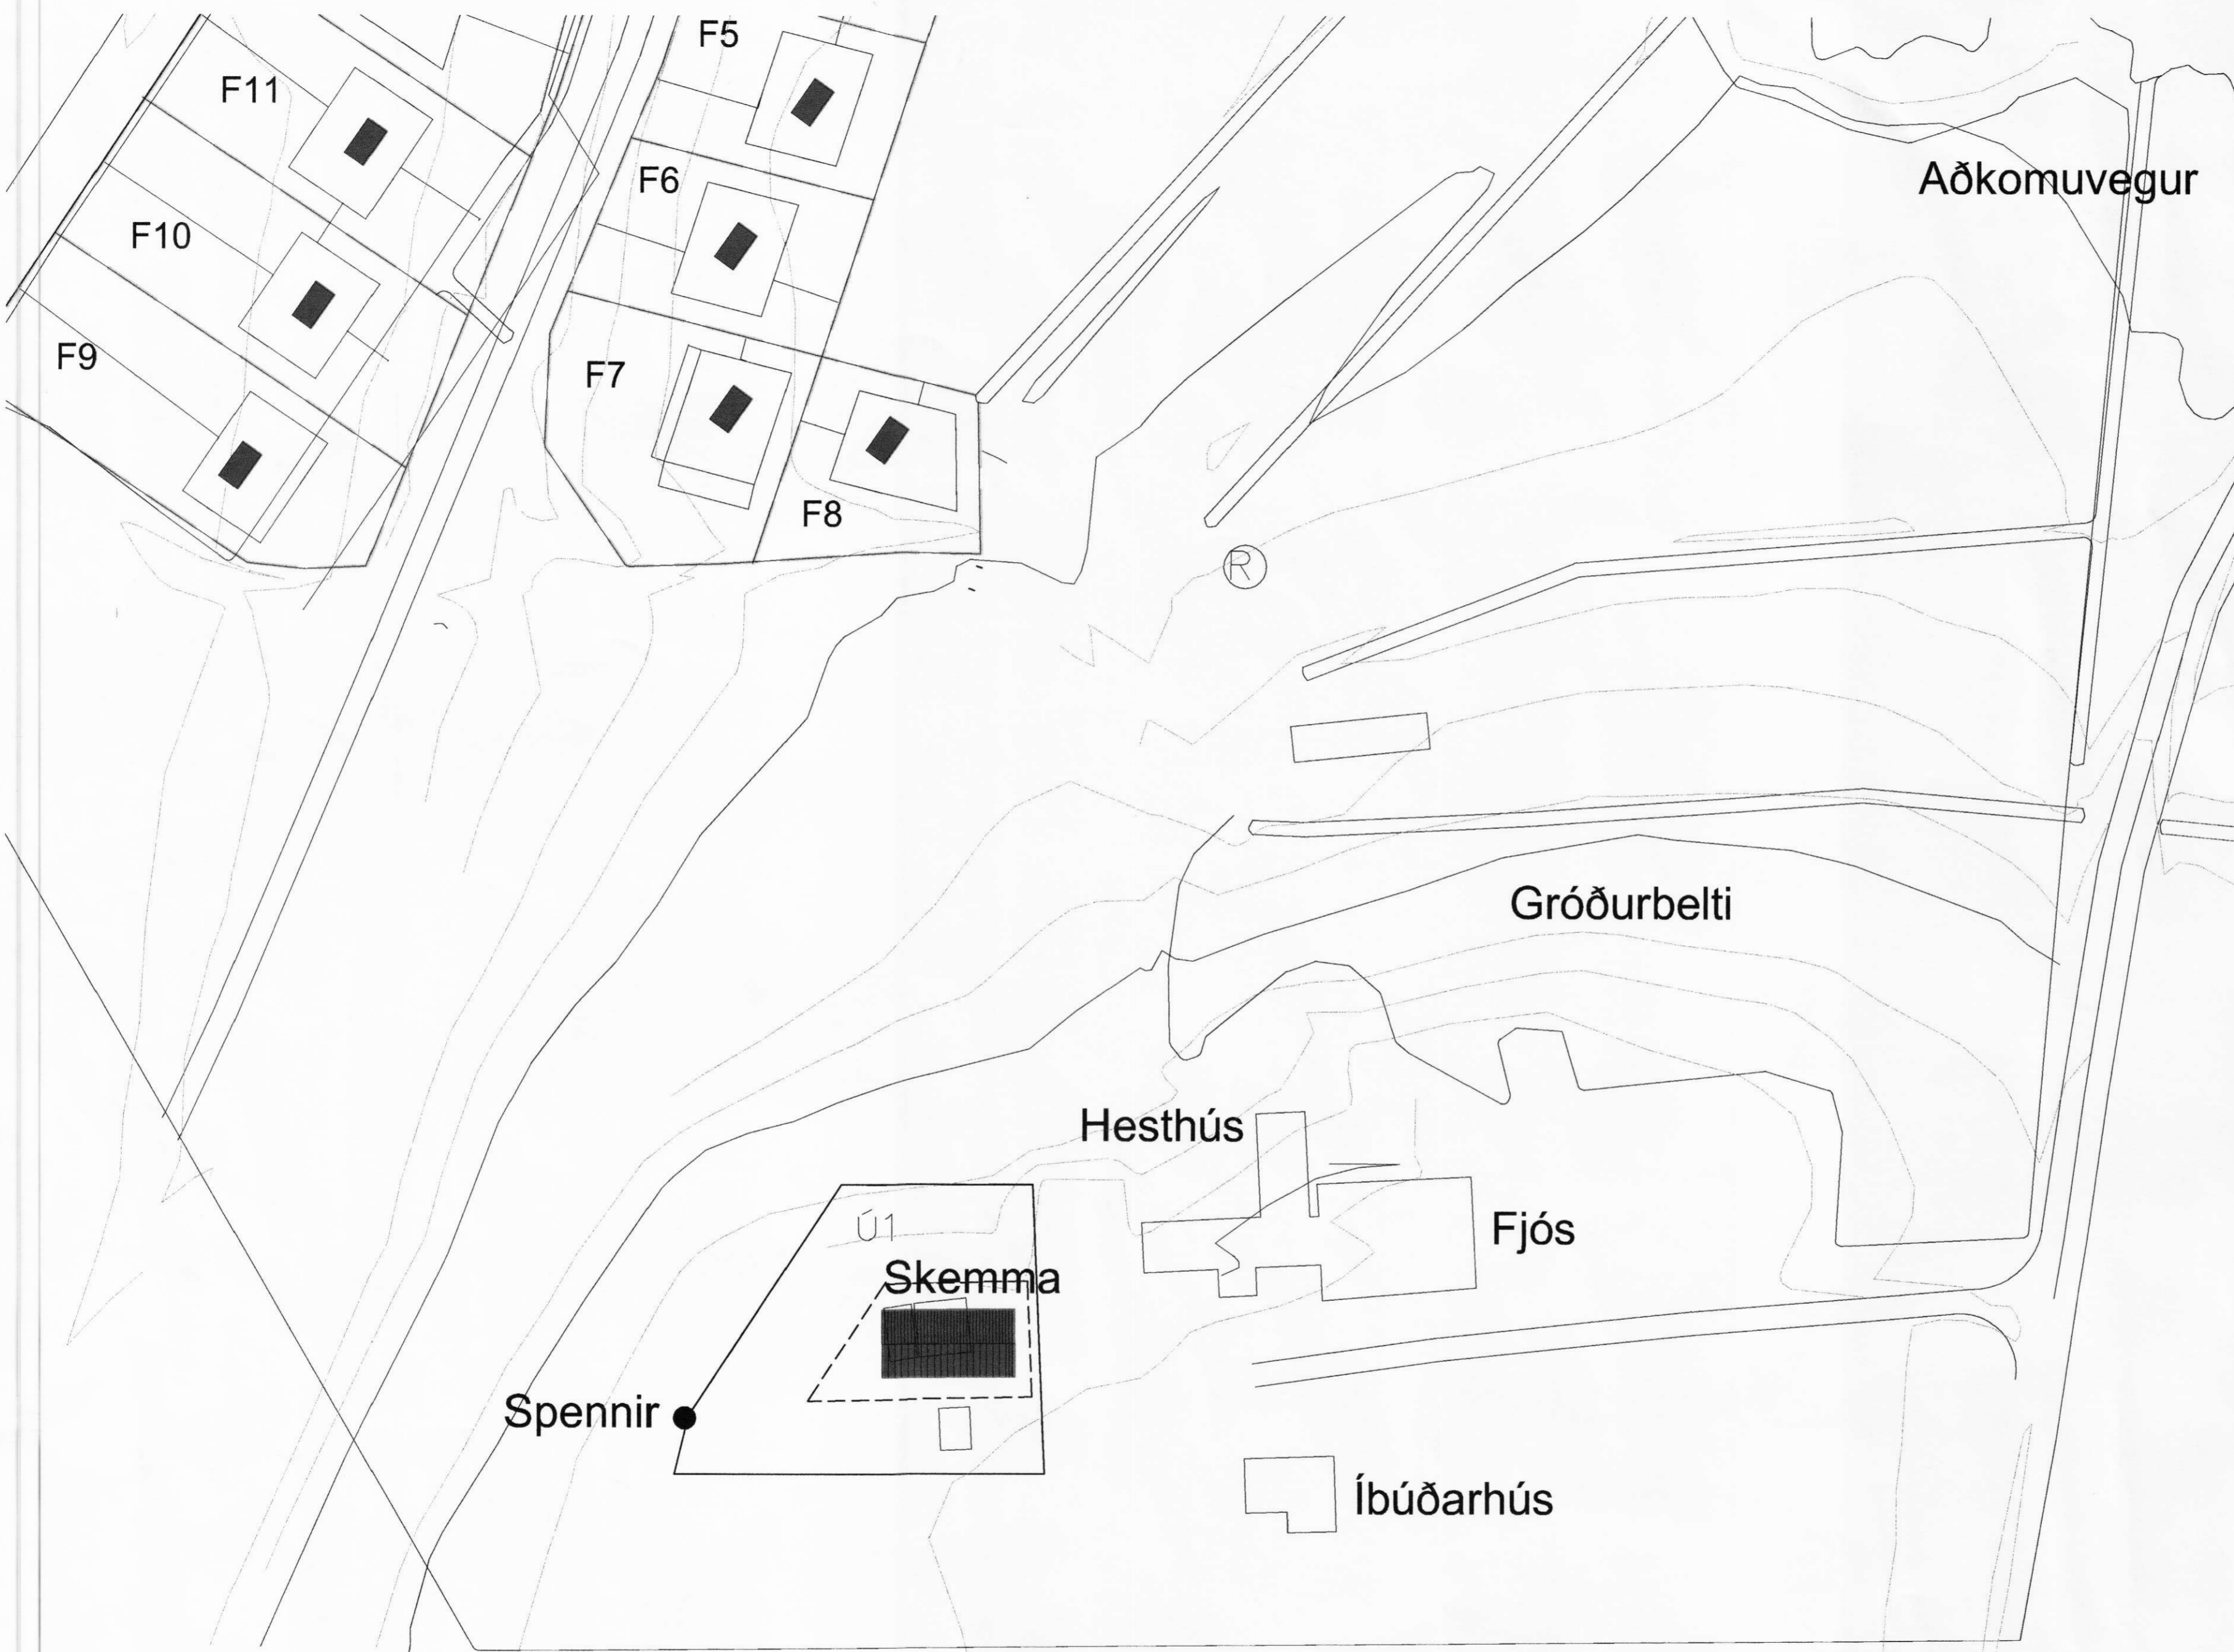 F5
F11
F6
Aðkomuvegur
F10
F9
F7
F8
R
Gróðurbelti
Hesthús
Ú1
Fjós
Skemma
Spennir
Íbúðarhús